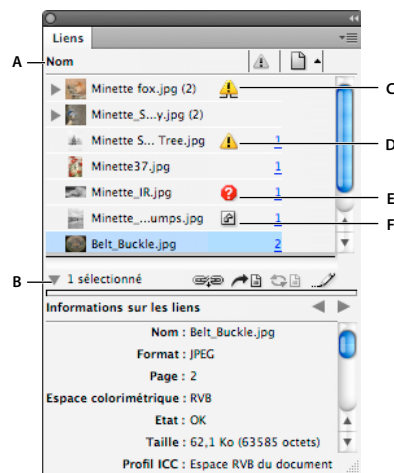 Liens
A Nom
Minette fox.jpg (2) C
Minette_S...y.jpg (2)
Minette S... Tree.jpg 1 D
Minette37.jpg 1
Minette_IR.jpg 1 E
Minette_...umps.jpg 1 F
Belt_Buckle.jpg 2
B 1 sélectionné
Informations sur les liens
Nom : Belt_Buckle.jpg
Format : JPEG
Page : 2
Espace colorimétrique : RVB
Etat : OK
Taille : 62,1 Ko (63585 octets)
Profil ICC : Espace RVB du document